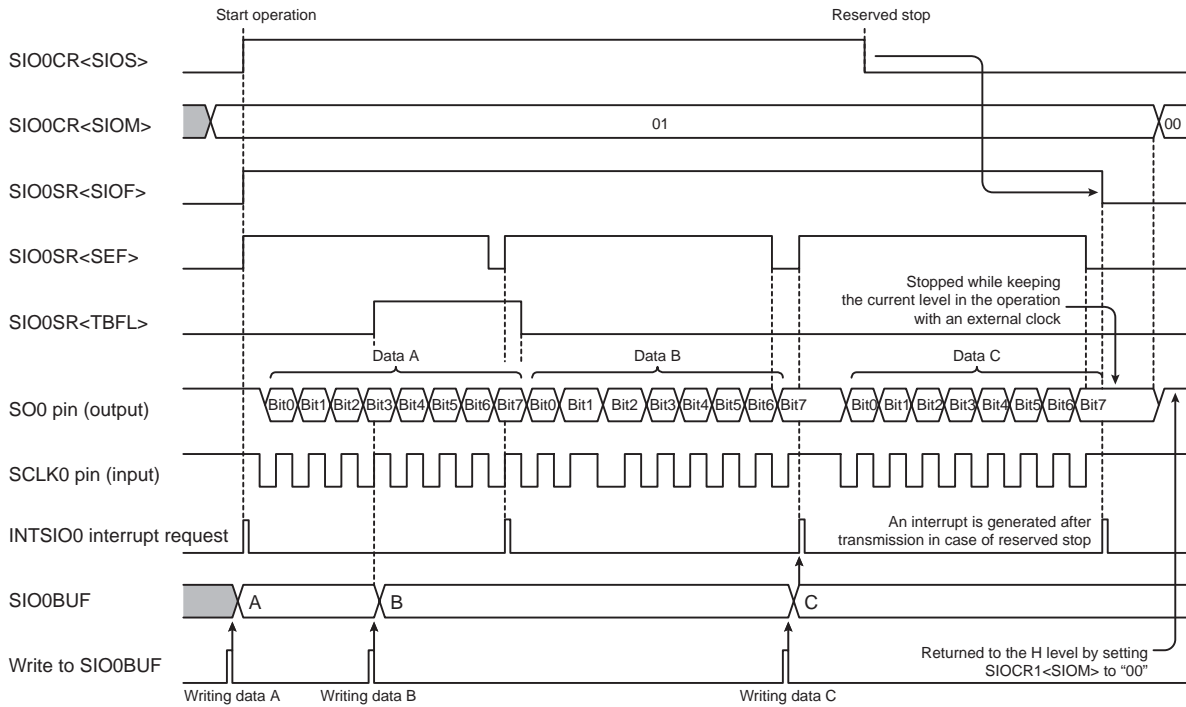 Start operation
Reserved stop
SIO0CR<SIOS>
SIO0CR<SIOM>
01
00
SIO0SR<SIOF>
SIO0SR<SEF>
Stopped while keeping
the current level in the operation
with an external clock
SIO0SR<TBFL>
Data A
Data B
Data C
SO0 pin (output)
Bit0 Bit1 Bit2 Bit3 Bit4 Bit5 Bit6 Bit7 Bit0 Bit1 Bit2 Bit3 Bit4 Bit5 Bit6 Bit7 Bit0 Bit1 Bit2 Bit3 Bit4 Bit5 Bit6 Bit7
SCLK0 pin (input)
INTSIO0 interrupt request
An interrupt is generated after
transmission in case of reserved stop
SIO0BUF
A
B
C
Write to SIO0BUF
Returned to the H level by setting
SIOCR1<SIOM> to “00”
Writing data A
Writing data B
Writing data C